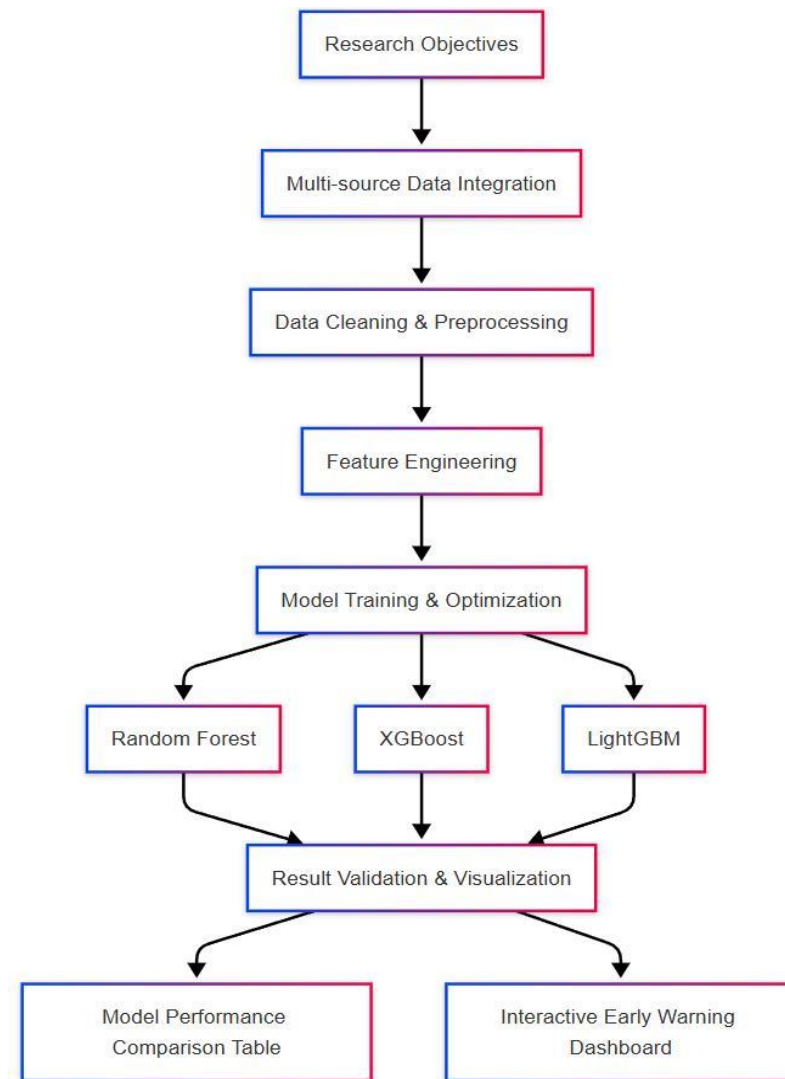 Research Objectives
Multi-source Data Integration
Data Cleaning & Preprocessing
Feature Engineering
Model Training & Optimization
Random Forest
XGBoost
LightGBM
Result Validation & Visualization
Model Performance
Comparison Table
Interactive Early Warning
Dashboard